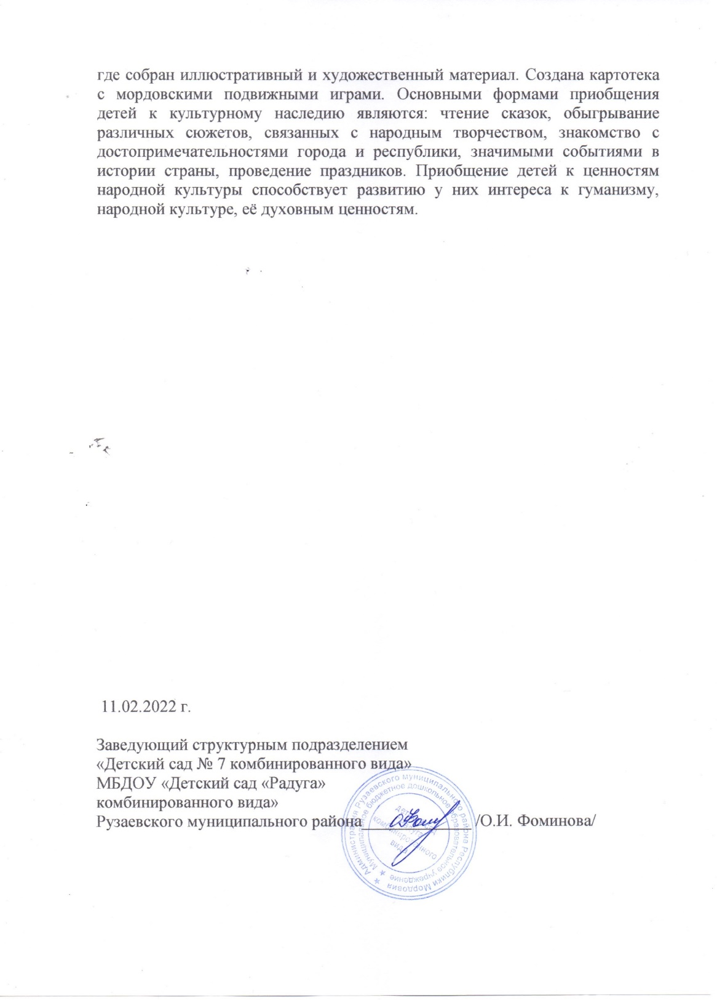 где собран иллюстративный и художественный материал. Создана картотека
с мордовскими подвижными играми. Основными формами приобщения
детей к культурному наследию являются: чтение сказок, обыгрывание
различных сюжетов, связанных с народным творчеством, знакомство с
достопримечательностями города и республики, значимыми событиями в
истории страны, проведение праздников. Приобщение детей к ценностям
народной культуры способствует развитию у них интереса к гуманизму,
народной культуре, её духовным ценностям.
11.02.2022 г.
Заведующий структурным подразделением
«Детский сад № 7 комбинированного вида»
МБДОУ «Детский сад «Радуга»
комбинированного вида»
Рузаевского муниципального района_____________/О.И. Фоминова/
Администрация Рузаевского муниципального района Республики Мордовия
Муниципальное бюджетное дошкольное образовательное учреждение
комбинированного
вида